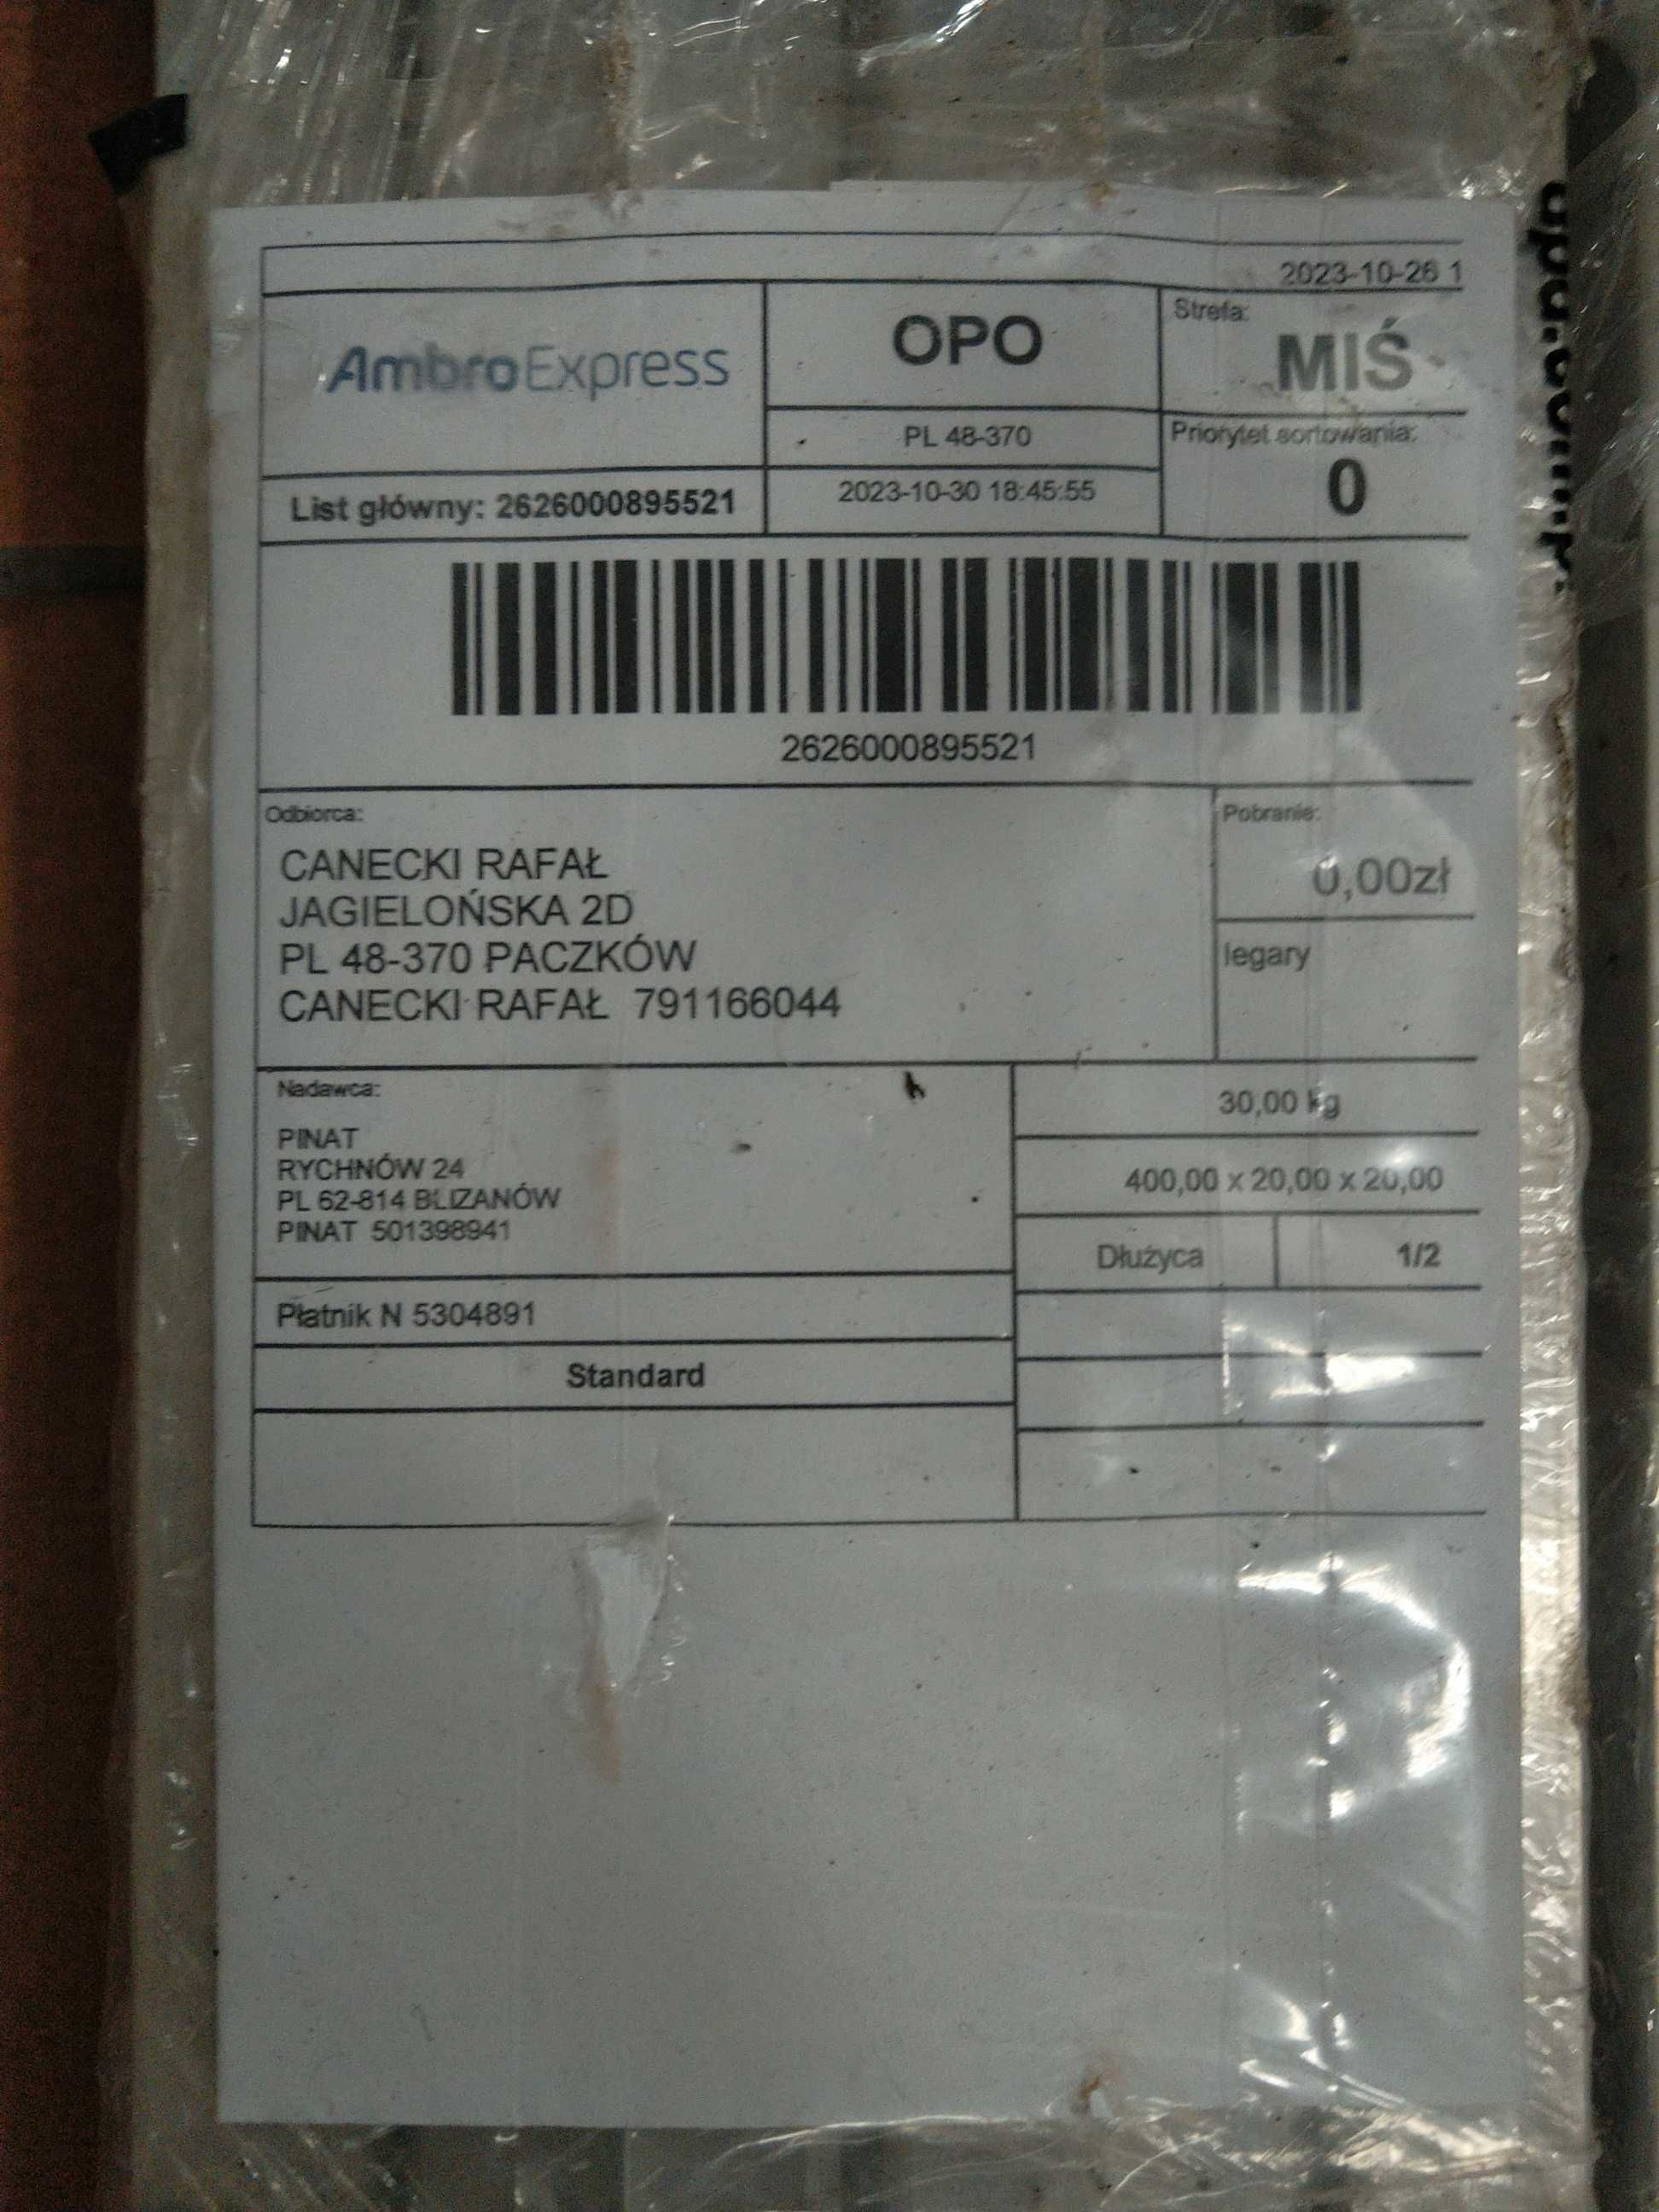 2023-10-26 1
AmbroExpress
OPO
Strefa:
MIŚ
PL 48-370
Priorytet sortowania:
0
List główny: 2626000895521
2023-10-30 18:45:55
2626000895521
Odbiorca:
CANECKI RAFAŁ
JAGIELOŃSKA 2D
PL 48-370 PACZKÓW
CANECKI RAFAŁ 791166044
Pobranie:
0,00zł
legary
Nadawca:
PINAT
RYCHNÓW 24
PL 62-814 BLIZANÓW
PINAT 501398941
30,00 kg
400,00 x 20,00 x 20,00
Dłużyca
1/2
Płatnik N 5304891
Standard